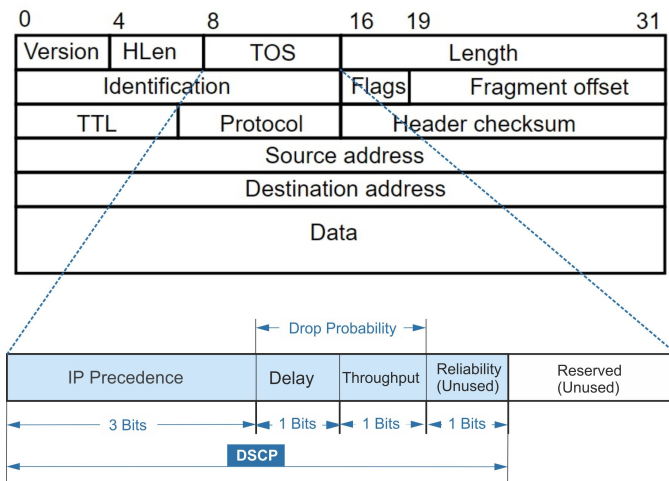 0 4 8 16 19 31
Version HLen TOS Length
Identification Flags Fragment offset
TTL Protocol Header checksum
Source address
Destination address
Data
Drop Probability
IP Precedence Delay Throughput Reliability (Unused) Reserved (Unused)
3 Bits 1 Bits 1 Bits 1 Bits
DSCP